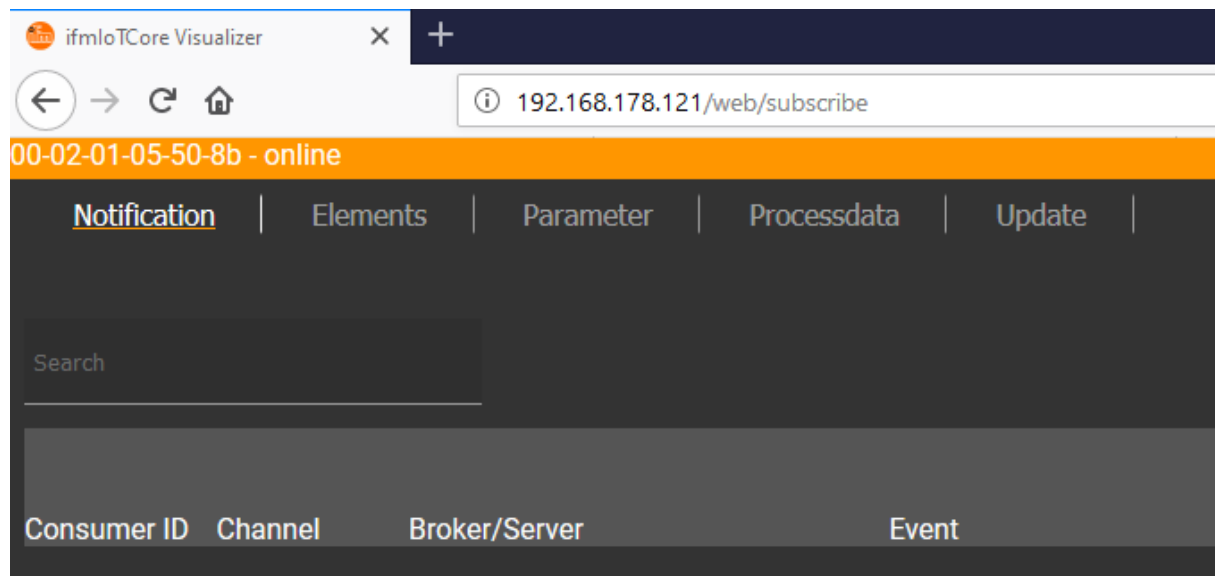 ifm ifmIoTCore Visualizer
192.168.178.121/web/subscribe
00-02-01-05-50-8b - online
Notification Elements Parameter Processdata Update
Search
Consumer ID Channel Broker/Server Event